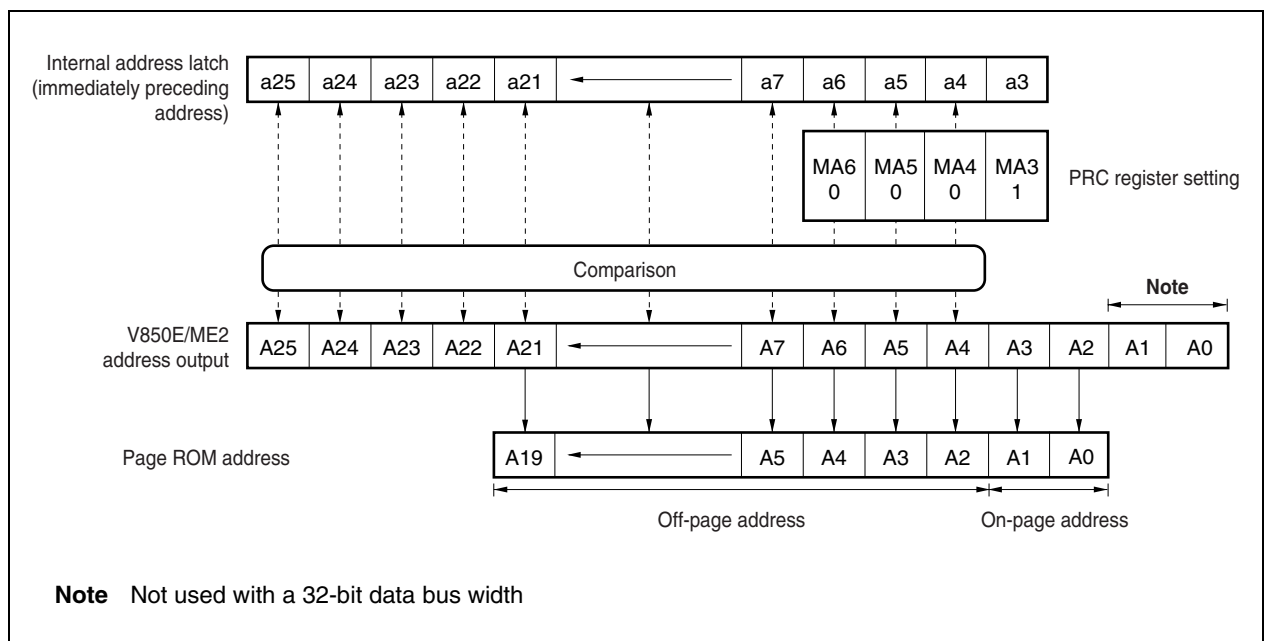 Internal address latch
(immediately preceding
address)
a25 a24 a23 a22 a21 a7 a6 a5 a4 a3
MA6 MA5 MA4 MA3
0 0 0 1
PRC register setting
Comparison
Note
V850E/ME2
address output
A25 A24 A23 A22 A21 A7 A6 A5 A4 A3 A2 A1 A0
Page ROM address
A19 A5 A4 A3 A2 A1 A0
Off-page address On-page address
Note Not used with a 32-bit data bus width